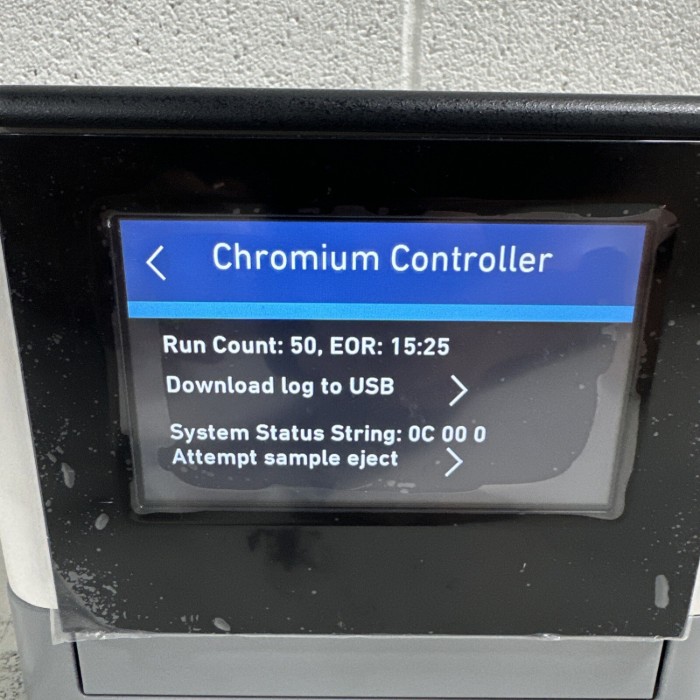 Chromium Controller
Run Count: 50, EOR: 15:25
Download log to USB
System Status String: 0C 00 0
Attempt sample eject